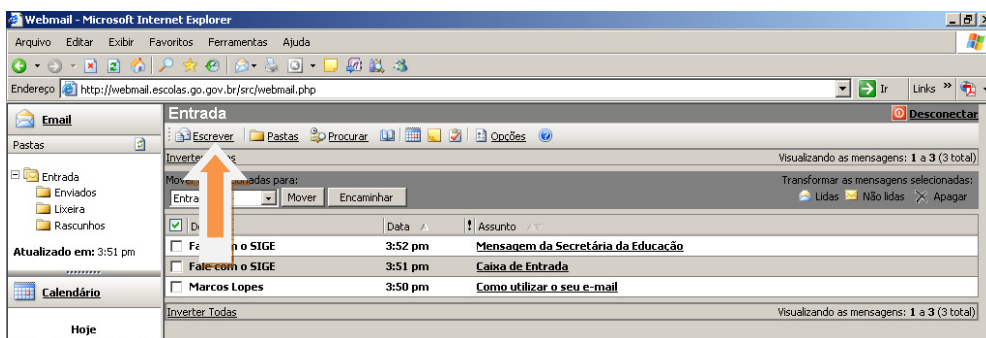 Webmail - Microsoft Internet Explorer
Arquivo Editar Exibir Favoritos Ferramentas Ajuda
Endereço http://webmail.escolas.go.gov.br/src/webmail.php Ir Links »
Email
Entrada
Desconectar
Escrever Pastas Procurar Opções
Pastas
Visualizando as mensagens: 1 a 3 (3 total)
Entrada
Enviados
Lixeira
Rascunhos
Atualizado em: 3:51 pm
Calendário
Hoje
para:
Transformar as mensagens selecionadas:
Mover Encaminhar
Lidas Não lidas Apagar
Data Assunto
o SIGE 3:52 pm Mensagem da Secretária da Educação
Fale com o SIGE 3:51 pm Caixa de Entrada
Marcos Lopes 3:50 pm Como utilizar o seu e-mail
Inverter Todas
Visualizando as mensagens: 1 a 3 (3 total)